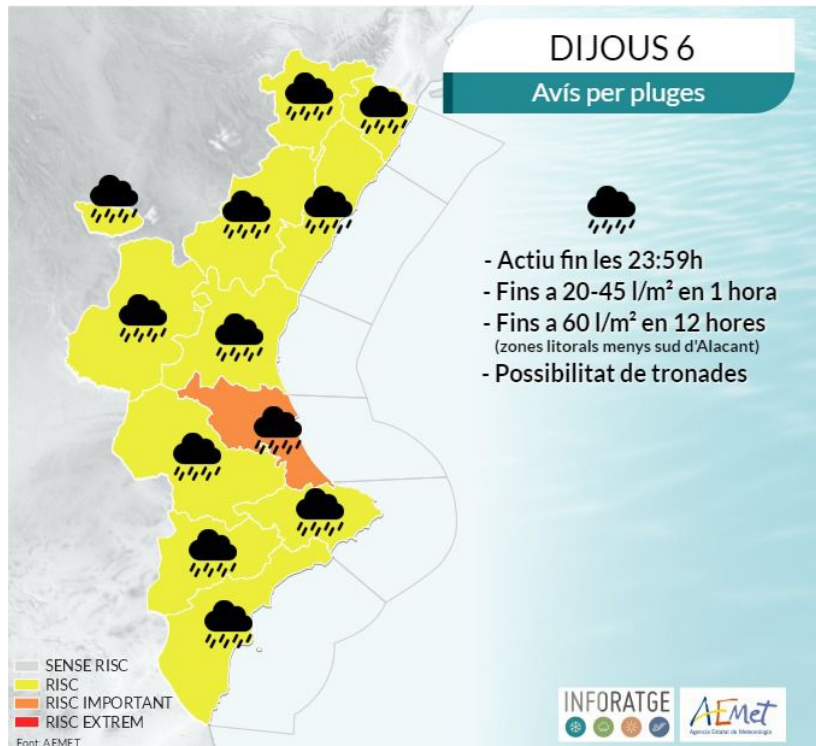 DIJOUS 6
Avís per pluges
- Actiu fin les 23:59h
- Fins a 20-45 l/m² en 1 hora
- Fins a 60 l/m² en 12 hores
(zones litorals menys sud d'Alacant)
- Possibilitat de tronades
SENSE RISC
RISC
RISC IMPORTANT
RISC EXTREM
Font: AEMET
INFORATGE
AEMet
Agencia Estatal de Meteorología